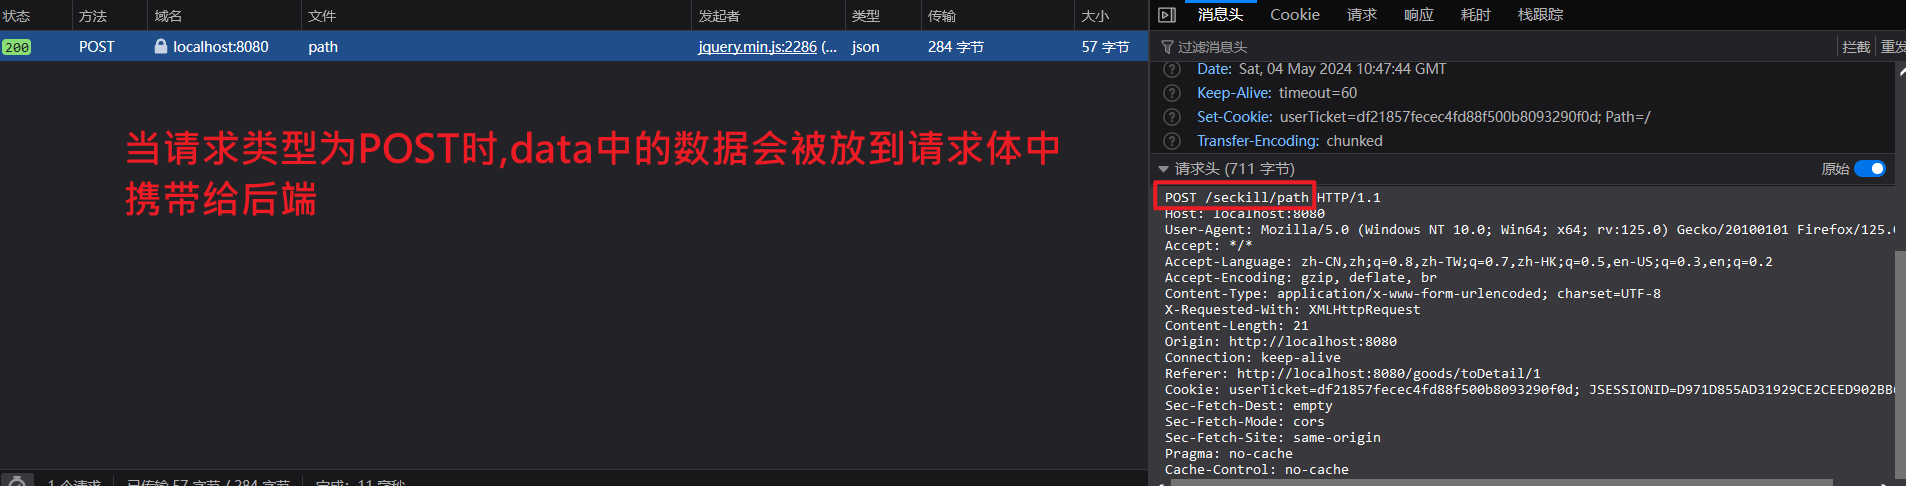 状态 方法 域名 文件 发起者 类型 传输 大小
200 POST localhost:8080 path jquery.min.js:2286 (... json 284 字节 57 字节
当请求类型为POST时,data中的数据会被放到请求体中
携带给后端
1 个请求 已传输 57 字节 / 284 字节 完成: 11 毫秒
消息头 Cookie 请求 响应 耗时 栈跟踪
过滤消息头 拦截 重发
Date: Sat, 04 May 2024 10:47:44 GMT
Keep-Alive: timeout=60
Set-Cookie: userTicket=df21857fecec4fd88f500b8093290f0d; Path=/
Transfer-Encoding: chunked
请求头 (711 字节) 原始
POST /seckill/path HTTP/1.1
Host: localhost:8080
User-Agent: Mozilla/5.0 (Windows NT 10.0; Win64; x64; rv:125.0) Gecko/20100101 Firefox/125.0
Accept: */*
Accept-Language: zh-CN,zh;q=0.8,zh-TW;q=0.7,zh-HK;q=0.5,en-US;q=0.3,en;q=0.2
Accept-Encoding: gzip, deflate, br
Content-Type: application/x-www-form-urlencoded; charset=UTF-8
X-Requested-With: XMLHttpRequest
Content-Length: 21
Origin: http://localhost:8080
Connection: keep-alive
Referer: http://localhost:8080/goods/toDetail/1
Cookie: userTicket=df21857fecec4fd88f500b8093290f0d; JSESSIONID=D971D855AD31929CE2CEED902BB
Sec-Fetch-Dest: empty
Sec-Fetch-Mode: cors
Sec-Fetch-Site: same-origin
Pragma: no-cache
Cache-Control: no-cache